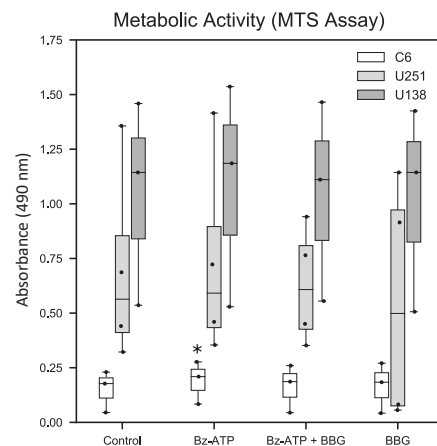 Metabolic Activity (MTS Assay)
1.75
1.50
1.25
1.00
0.75
0.50
0.25
0.00
Absorbance (490 nm)
C6
U251
U138
*
Control
Bz-ATP
Bz-ATP + BBG
BBG